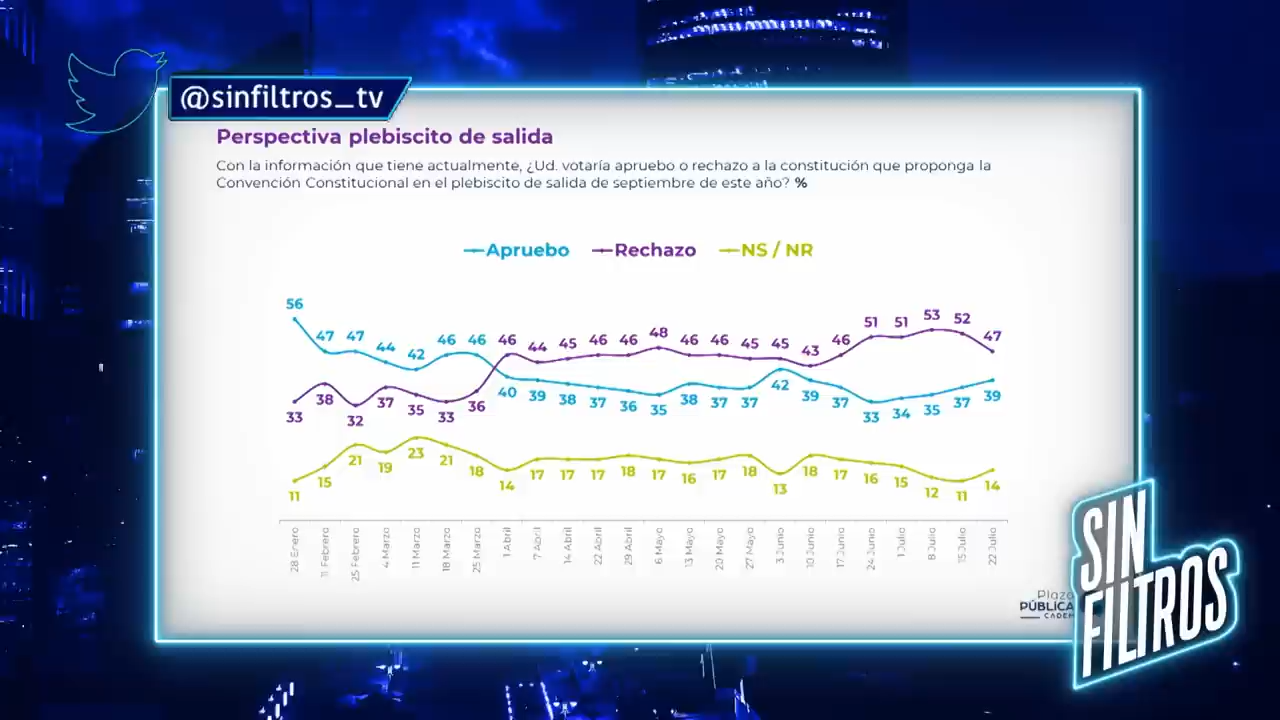 @sinfiltros_tv
Perspectiva plebiscito de salida
Con la información que tiene actualmente, ¿Ud. votaría apruebo o rechazo a la constitución que proponga la
Convención Constitucional en el plebiscito de salida de septiembre de este año? %
Apruebo Rechazo NS / NR
56 47 47 44 42 46 46 40 39 38 37 36 35 38 37 37 42 39 37 33 34 35 37 39
33 38 32 37 35 33 36 46 44 45 46 46 48 46 46 45 45 43 46 51 51 53 52 47
11 15 21 19 23 21 18 14 17 17 17 18 17 16 17 18 13 18 17 16 15 12 11 14
28 Enero
11 Febrero
25 Febrero
4 Marzo
11 Marzo
18 Marzo
25 Marzo
1 Abril
7 Abril
14 Abril
22 Abril
29 Abril
6 Mayo
13 Mayo
20 Mayo
27 Mayo
3 Junio
10 Junio
17 Junio
24 Junio
1 Julio
8 Julio
15 Julio
22 Julio
Plaza
PÚBLICA
CADEM
SIN
FILTROS